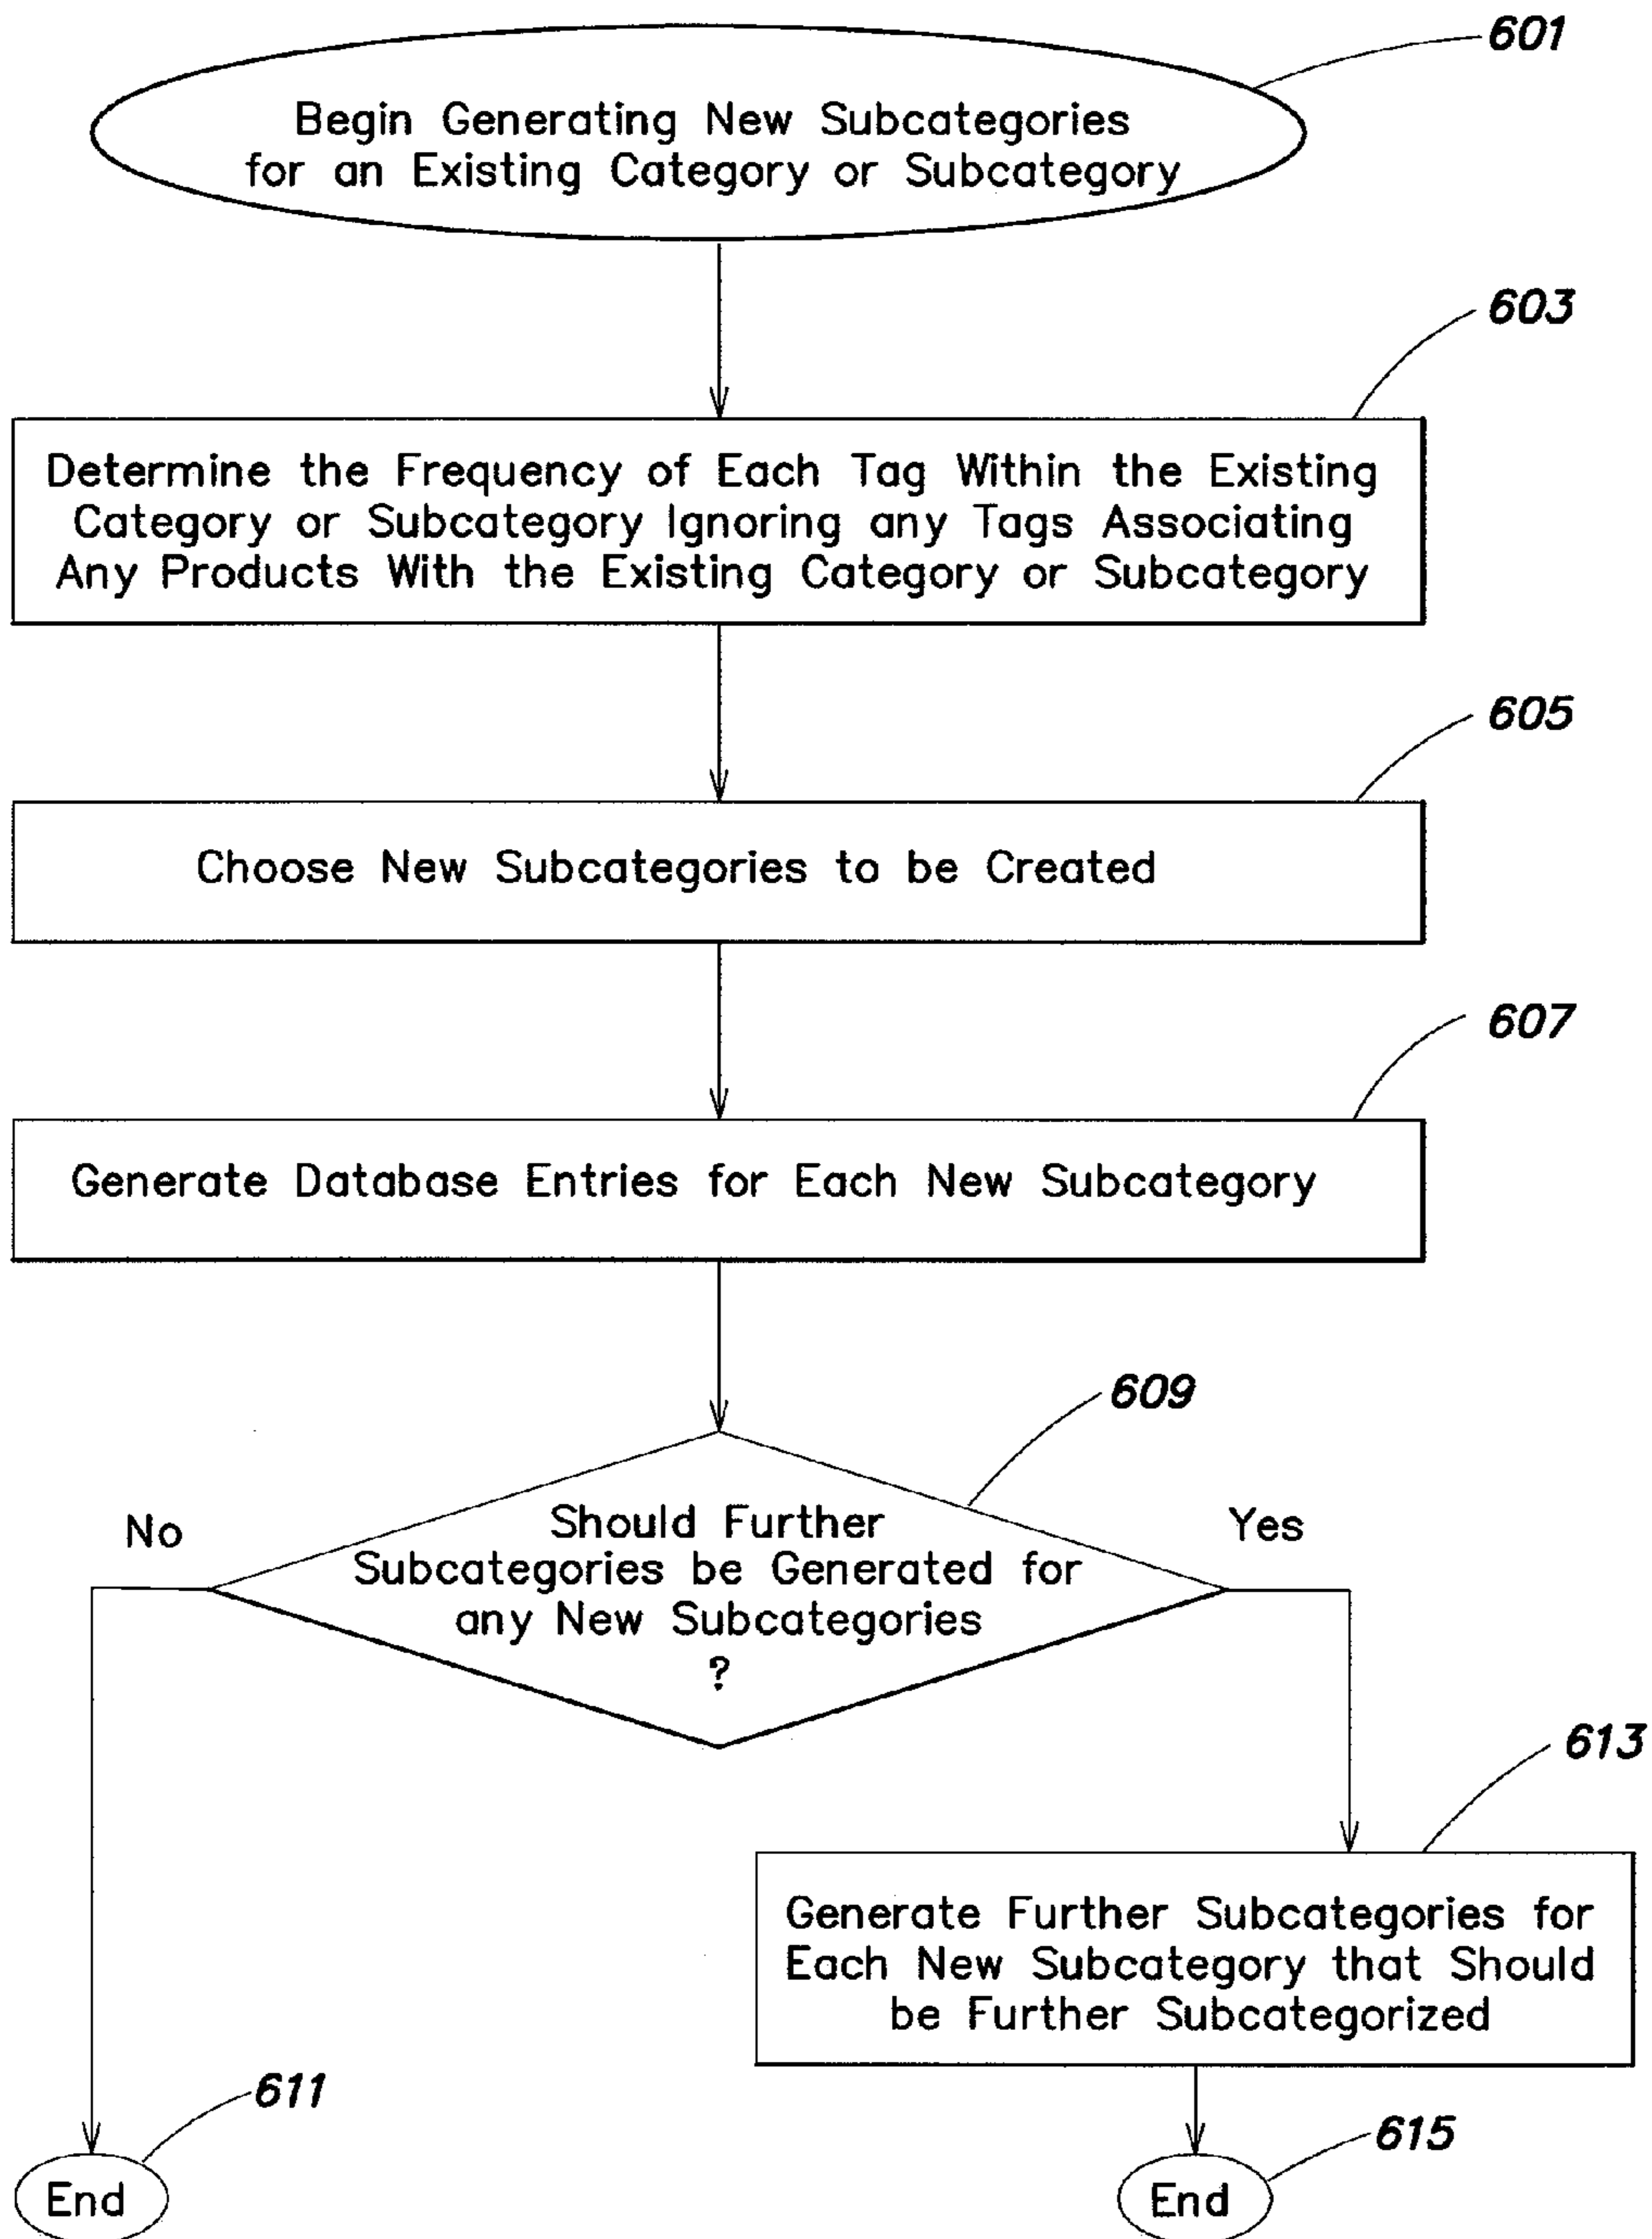 601
Begin Generating New Subcategories
for an Existing Category or Subcategory
603
Determine the Frequency of Each Tag Within the Existing
Category or Subcategory Ignoring any Tags Associating
Any Products With the Existing Category or Subcategory
605
Choose New Subcategories to be Created
607
Generate Database Entries for Each New Subcategory
609
No
Should Further
Subcategories be Generated for
any New Subcategories
?
Yes
613
Generate Further Subcategories for
Each New Subcategory that Should
be Further Subcategorized
611
End
615
End